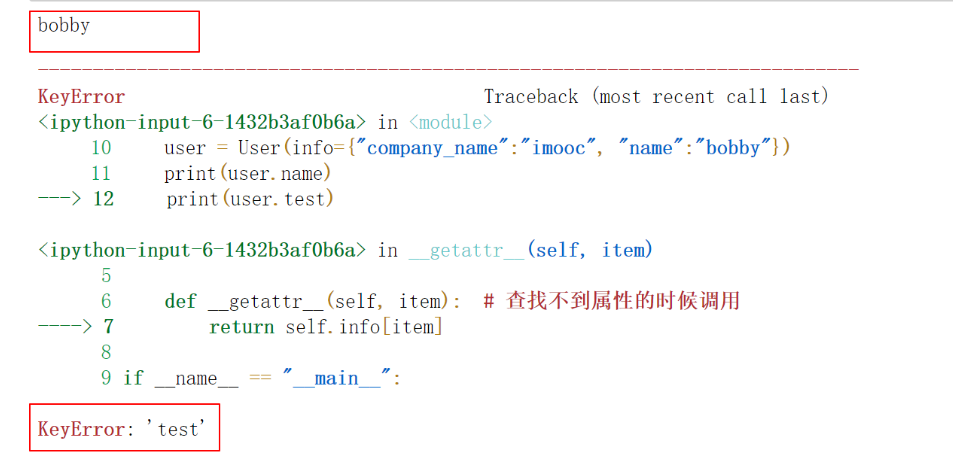 bobby
---------------------------------------------------------------------------
KeyError                                  Traceback (most recent call last)
<ipython-input-6-1432b3af0b6a> in <module>
     10     user = User(info={"company_name":"imooc", "name":"bobby"})
     11     print(user.name)
---> 12     print(user.test)
<ipython-input-6-1432b3af0b6a> in __getattr__(self, item)
      5
      6     def __getattr__(self, item):  # 查找不到属性的时候调用
----> 7         return self.info[item]
      8
      9 if __name__ == "__main__":
KeyError: 'test'